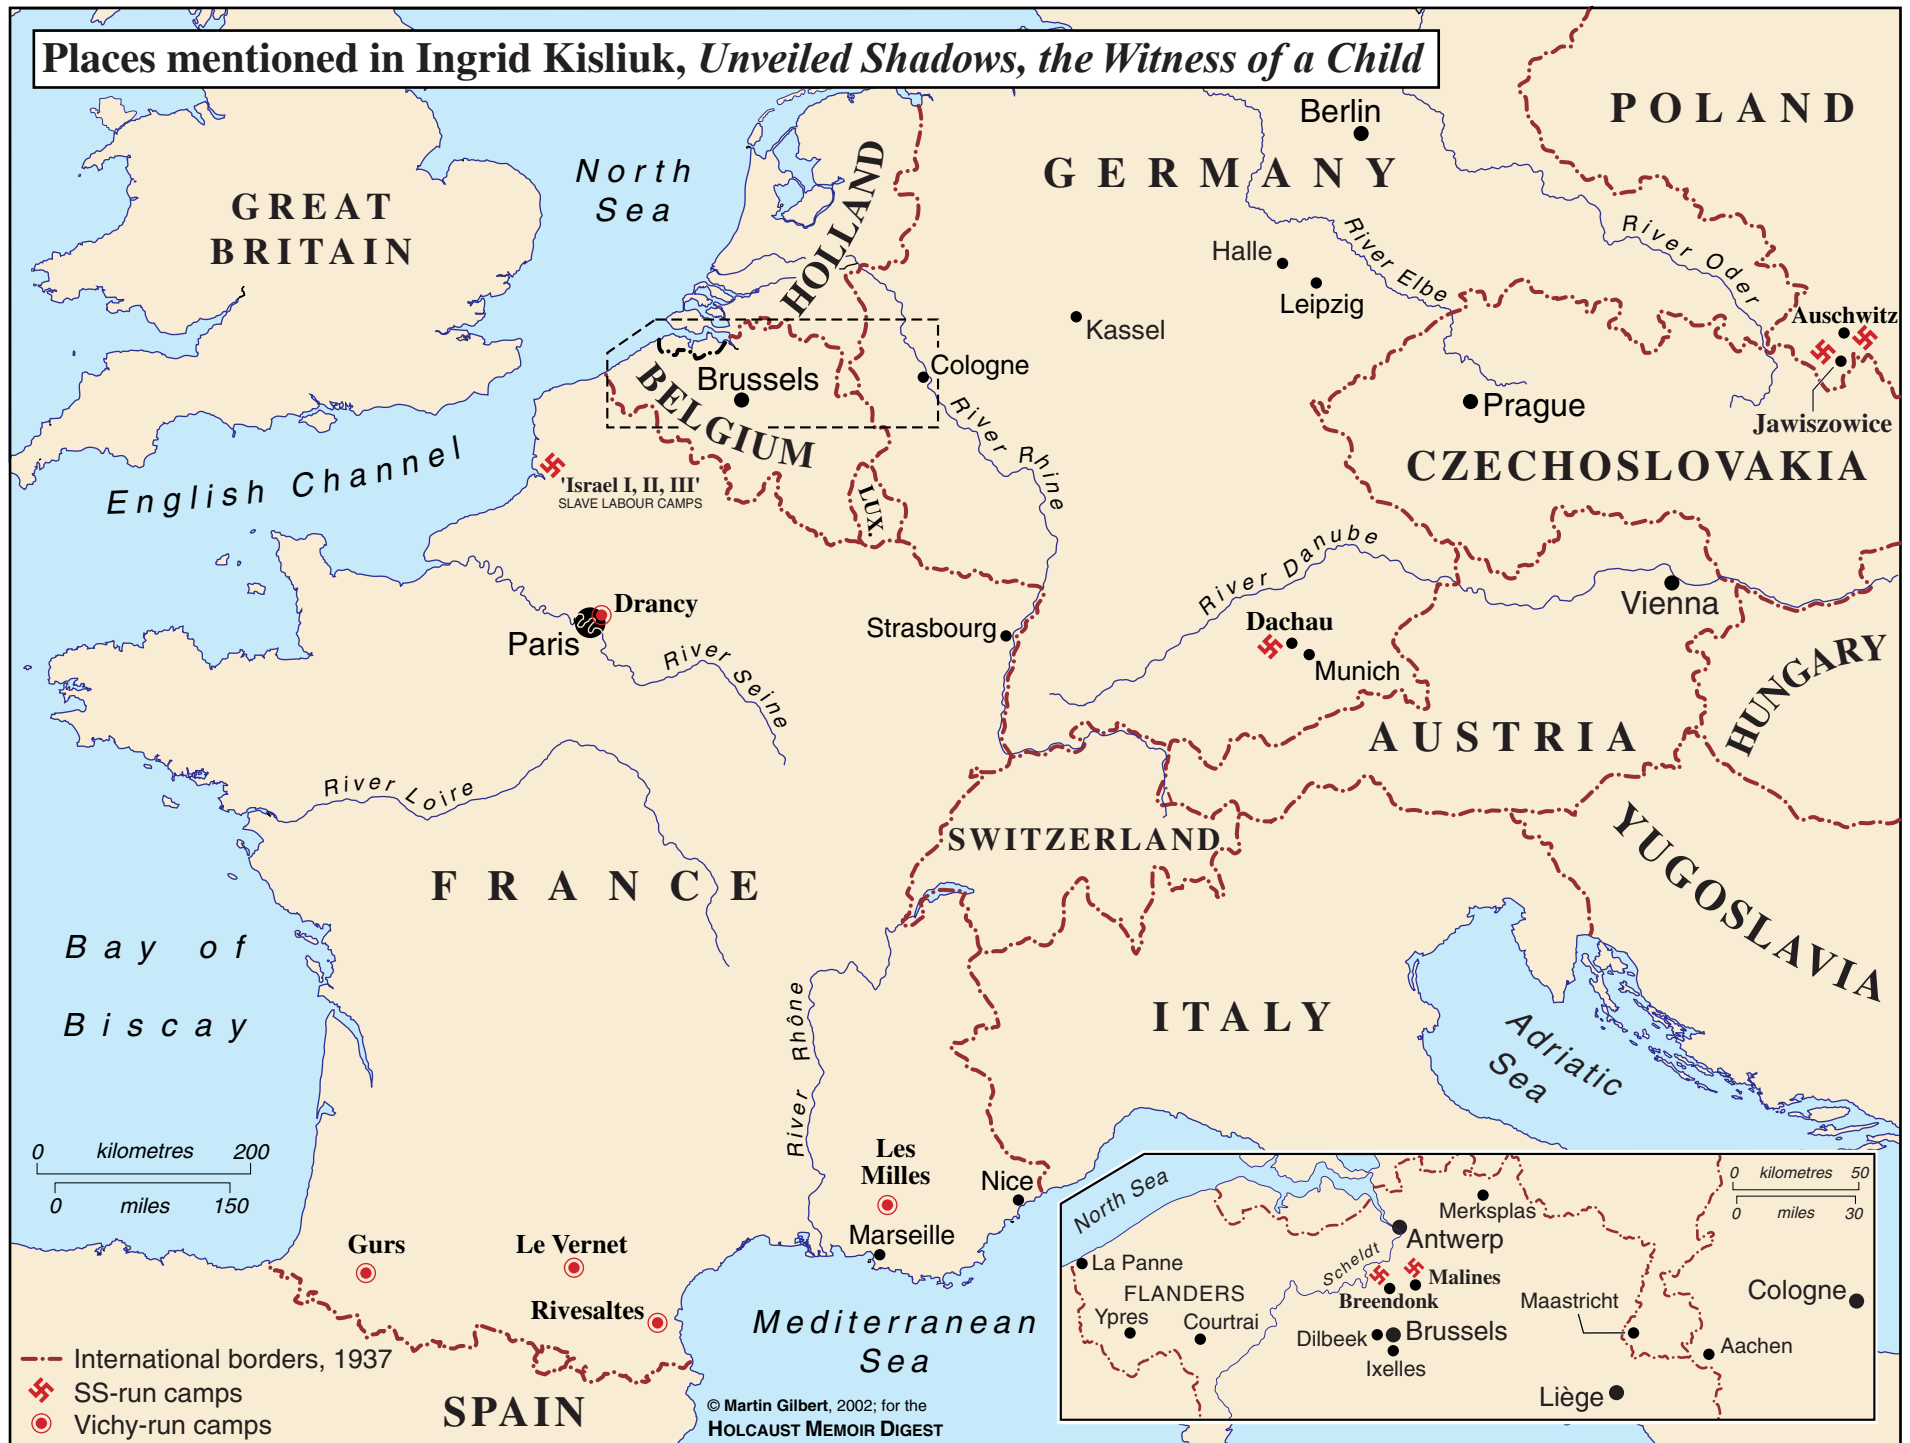 Places mentioned in Ingrid Kisliuk, Unveiled Shadows, the Witness of a Child
GREAT
BRITAIN
North
Sea
HOLLAND
GERMANY
Berlin
POLAND
River Oder
River Elbe
Halle
Leipzig
Kassel
Auschwitz
Jawiszowice
Cologne
Brussels
BELGIUM
River Rhine
Prague
CZECHOSLOVAKIA
English Channel
'Israel I, II, III'
SLAVE LABOUR CAMPS
LUX.
River Danube
Vienna
Drancy
Paris
River Seine
Strasbourg
Dachau
Munich
HUNGARY
AUSTRIA
River Loire
SWITZERLAND
YUGOSLAVIA
FRANCE
Bay of
Biscay
River Rhône
ITALY
Adriatic
Sea
0 kilometres 200
0 miles 150
Les
Milles
Nice
Marseille
Gurs
Le Vernet
Rivesaltes
Mediterranean
Sea
SPAIN
International borders, 1937
SS-run camps
Vichy-run camps
© Martin Gilbert, 2002; for the
HOLCAUST MEMOIR DIGEST
North Sea
0 kilometres 50
0 miles 30
Merksplas
Antwerp
Scheldt
La Panne
FLANDERS
Malines
Breendonk
Maastricht
Cologne
Ypres
Courtrai
Dilbeek
Brussels
Ixelles
Aachen
Liège